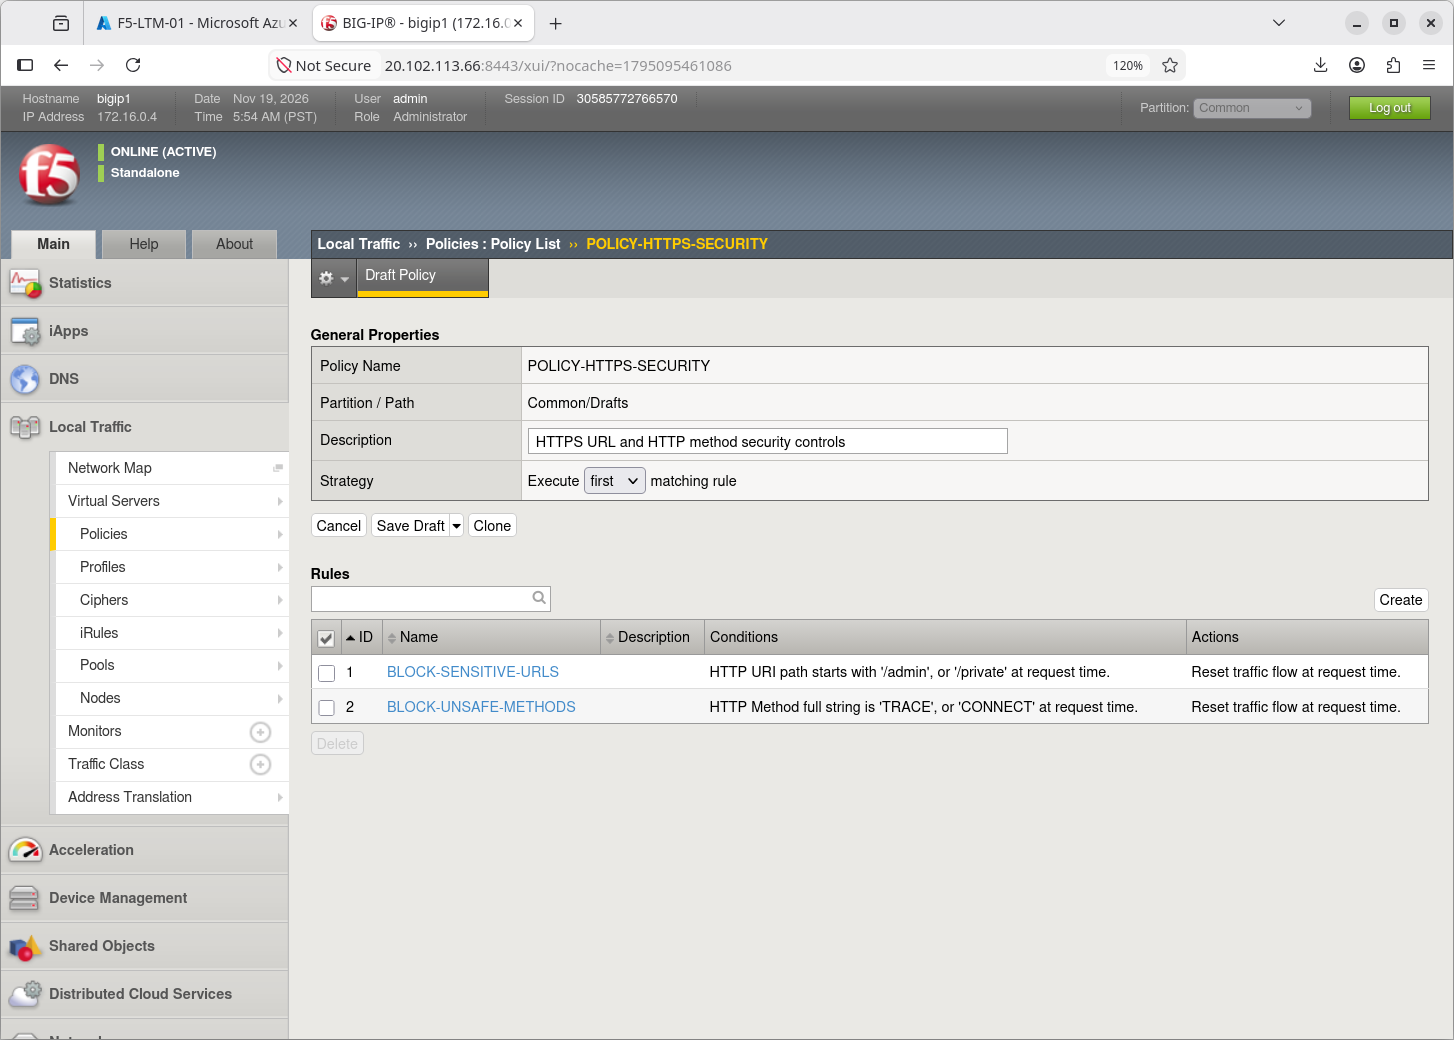 F5-LTM-01 - Microsoft Azu
BIG-IP® - bigip1 (172.16.0
Not Secure
20.102.113.66:8443/xui/?nocache=1795095461086
120%
Hostname bigip1
IP Address 172.16.0.4
Date Nov 19, 2026
Time 5:54 AM (PST)
User admin
Role Administrator
Session ID 30585772766570
Partition: Common
Log out
f5
ONLINE (ACTIVE)
Standalone
Main
Help
About
Local Traffic ›› Policies : Policy List ›› POLICY-HTTPS-SECURITY
Draft Policy
Statistics
iApps
DNS
Local Traffic
Network Map
Virtual Servers
Policies
Profiles
Ciphers
iRules
Pools
Nodes
Monitors
Traffic Class
Address Translation
Acceleration
Device Management
Shared Objects
Distributed Cloud Services
General Properties
Policy Name POLICY-HTTPS-SECURITY
Partition / Path Common/Drafts
Description HTTPS URL and HTTP method security controls
Strategy Execute first matching rule
Cancel Save Draft Clone
Rules
Create
ID Name Description Conditions Actions
1 BLOCK-SENSITIVE-URLS HTTP URI path starts with '/admin', or '/private' at request time. Reset traffic flow at request time.
2 BLOCK-UNSAFE-METHODS HTTP Method full string is 'TRACE', or 'CONNECT' at request time. Reset traffic flow at request time.
Delete